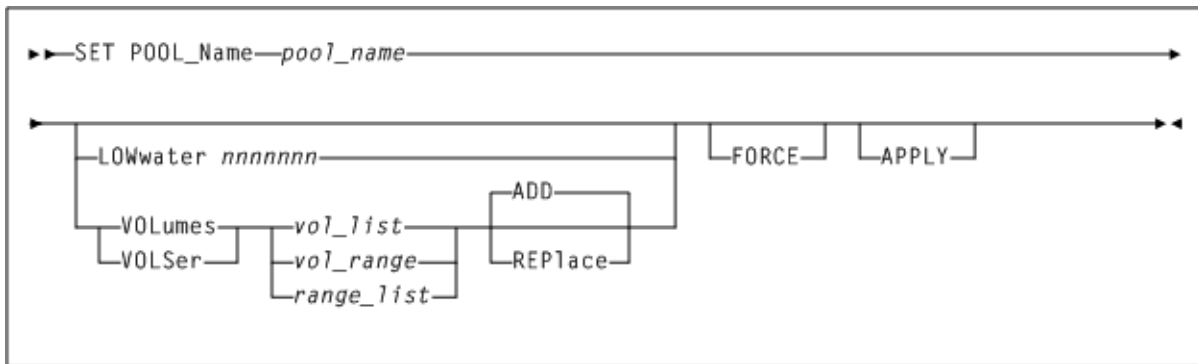 SET POOL_Name pool_name
LOWwater nnnnnnn
FORCE APPLY
ADD
VOLumes vol_list
VOLSer vol_range REPlace
range_list